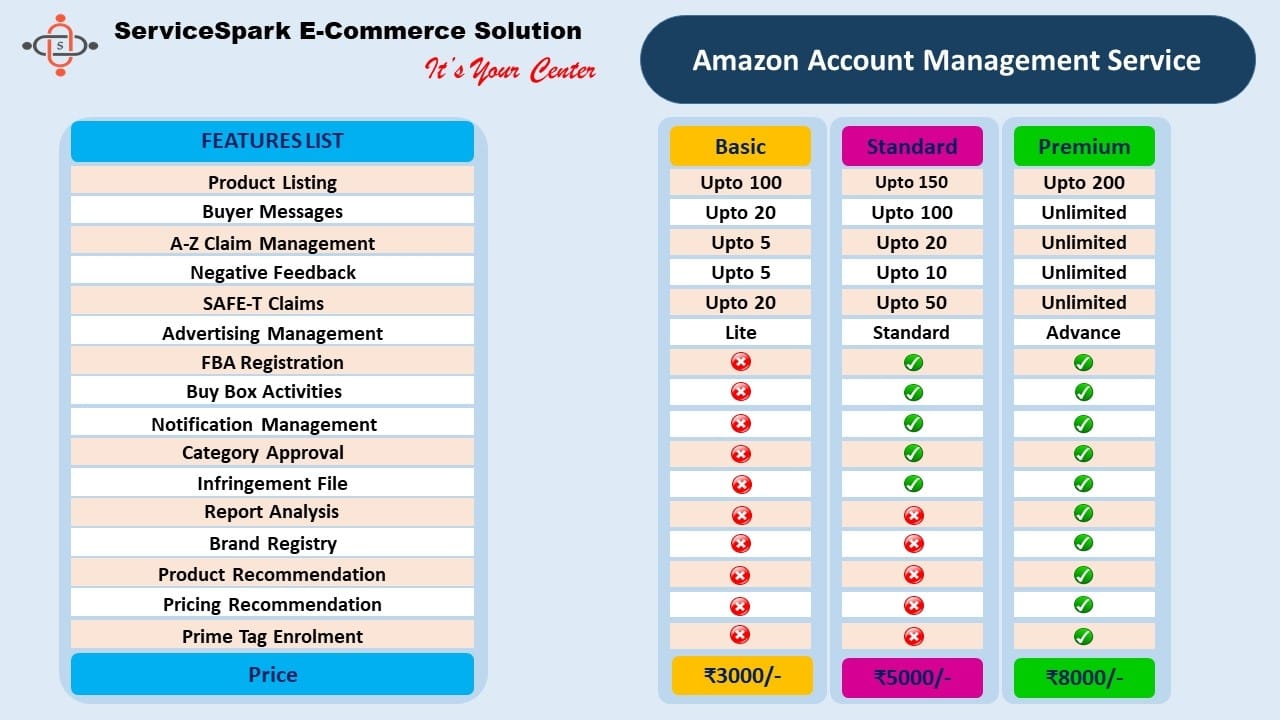 ServiceSpark E-Commerce Solution
It's Your Center
S
Amazon Account Management Service
FEATURES LIST Basic Standard Premium
Product Listing Upto 100 Upto 150 Upto 200
Buyer Messages Upto 20 Upto 100 Unlimited
A-Z Claim Management Upto 5 Upto 20 Unlimited
Negative Feedback Upto 5 Upto 10 Unlimited
SAFE-T Claims Upto 20 Upto 50 Unlimited
Advertising Management Lite Standard Advance
FBA Registration
Buy Box Activities
Notification Management
Category Approval
Infringement File
Report Analysis
Brand Registry
Product Recommendation
Pricing Recommendation
Prime Tag Enrolment
Price ₹3000/- ₹5000/- ₹8000/-